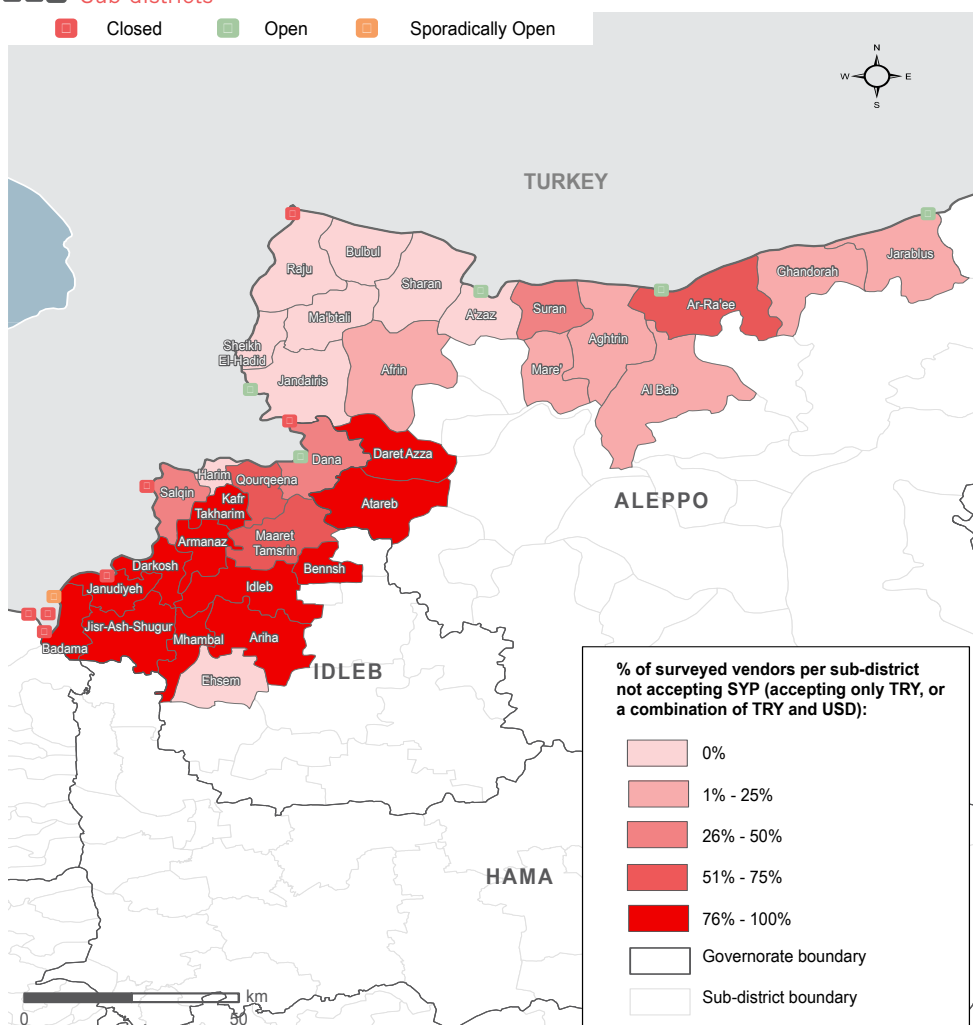 Sub-districts
Closed
Open
Sporadically Open
N
W
E
S
TURKEY
Raju
Bulbul
Sharan
Ma'btali
Sheikh
El-Hadid
Jandairis
Afrin
A'zaz
Suran
Mare'
Aghtrin
Ar-Ra'ee
Al Bab
Ghandorah
Jarablus
Dana
Daret Azza
Atareb
ALEPPO
Harim
Qourqeena
Salqin
Kafr
Takharim
Armanaz
Maaret
Tamsrin
Darkosh
Bennsh
Janudiyeh
Idleb
Jisr-Ash-Shugur
Mhambal
Ariha
Badama
Ehsem
IDLEB
HAMA
% of surveyed vendors per sub-district
not accepting SYP (accepting only TRY, or
a combination of TRY and USD):
0%
1% - 25%
26% - 50%
51% - 75%
76% - 100%
Governorate boundary
Sub-district boundary
km
0
50